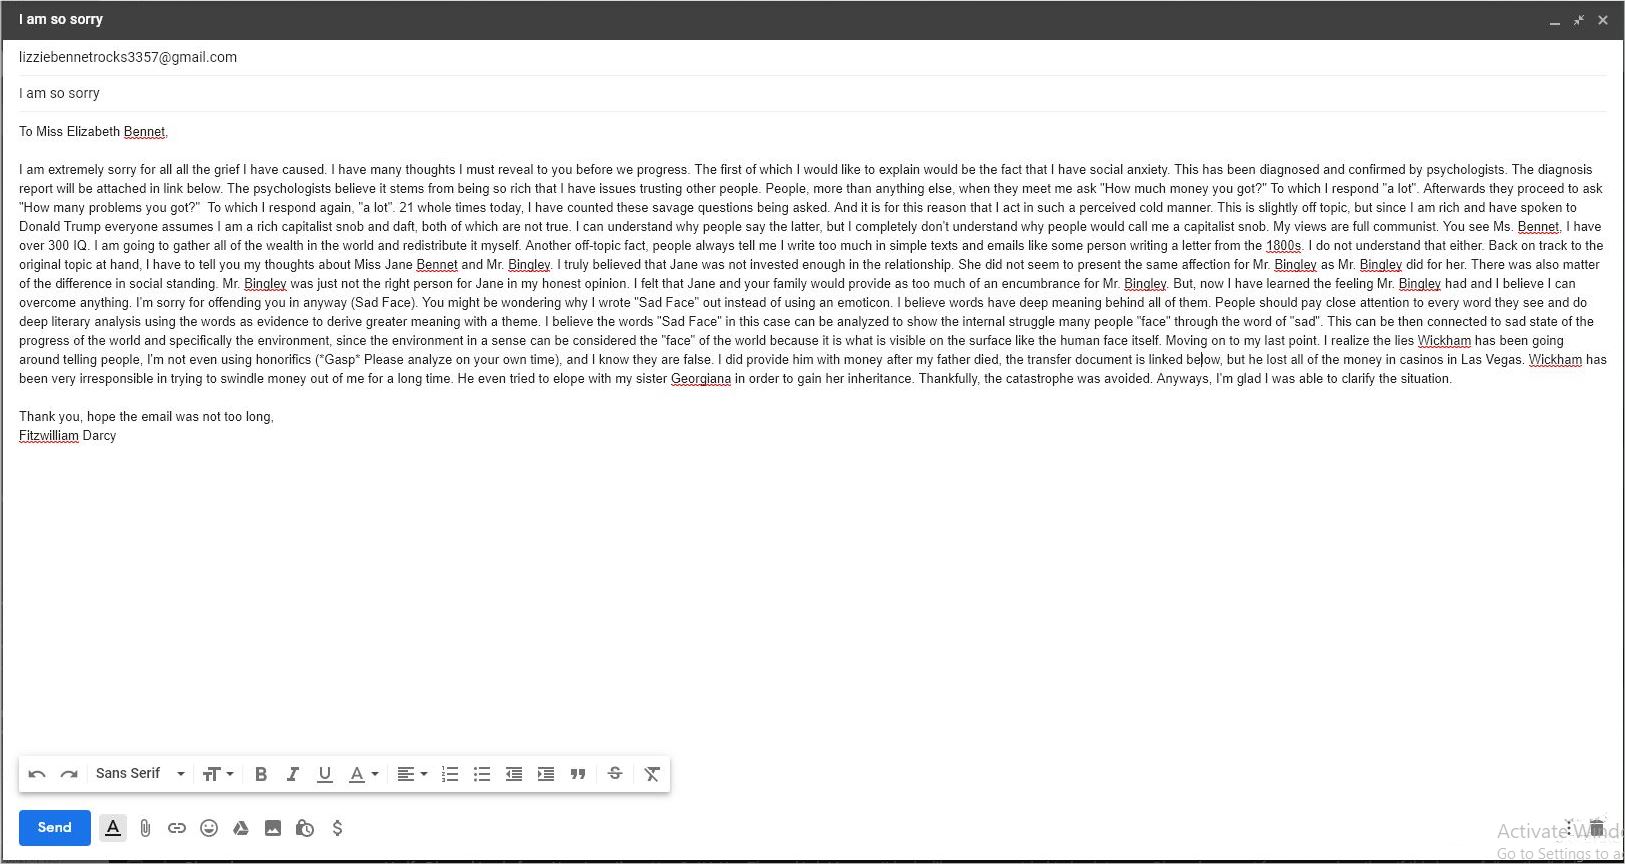 I am so sorry
lizziebennetrocks3357@gmail.com
I am so sorry
To Miss Elizabeth Bennet,
I am extremely sorry for all all the grief I have caused. I have many thoughts I must reveal to you before we progress. The first of which I would like to explain would be the fact that I have social anxiety. This has been diagnosed and confirmed by psychologists. The diagnosis
report will be attached in link below. The psychologists believe it stems from being so rich that I have issues trusting other people. People, more than anything else, when they meet me ask "How much money you got?" To which I respond "a lot". Afterwards they proceed to ask
"How many problems you got?"  To which I respond again, "a lot". 21 whole times today, I have counted these savage questions being asked. And it is for this reason that I act in such a perceived cold manner. This is slightly off topic, but since I am rich and have spoken to
Donald Trump everyone assumes I am a rich capitalist snob and daft, both of which are not true. I can understand why people say the latter, but I completely don't understand why people would call me a capitalist snob. My views are full communist. You see Ms. Bennet, I have
over 300 IQ. I am going to gather all of the wealth in the world and redistribute it myself. Another off-topic fact, people always tell me I write too much in simple texts and emails like some person writing a letter from the 1800s. I do not understand that either. Back on track to the
original topic at hand, I have to tell you my thoughts about Miss Jane Bennet and Mr. Bingley. I truly believed that Jane was not invested enough in the relationship. She did not seem to present the same affection for Mr. Bingley as Mr. Bingley did for her. There was also matter
of the difference in social standing. Mr. Bingley was just not the right person for Jane in my honest opinion. I felt that Jane and your family would provide as too much of an encumbrance for Mr. Bingley. But, now I have learned the feeling Mr. Bingley had and I believe I can
overcome anything. I'm sorry for offending you in anyway (Sad Face). You might be wondering why I wrote "Sad Face" out instead of using an emoticon. I believe words have deep meaning behind all of them. People should pay close attention to every word they see and do
deep literary analysis using the words as evidence to derive greater meaning with a theme. I believe the words "Sad Face" in this case can be analyzed to show the internal struggle many people "face" through the word of "sad". This can be then connected to sad state of the
progress of the world and specifically the environment, since the environment in a sense can be considered the "face" of the world because it is what is visible on the surface like the human face itself. Moving on to my last point. I realize the lies Wickham has been going
around telling people, I'm not even using honorifics (*Gasp* Please analyze on your own time), and I know they are false. I did provide him with money after my father died, the transfer document is linked below, but he lost all of the money in casinos in Las Vegas. Wickham has
been very irresponsible in trying to swindle money out of me for a long time. He even tried to elope with my sister Georgiana in order to gain her inheritance. Thankfully, the catastrophe was avoided. Anyways, I'm glad I was able to clarify the situation.
Thank you, hope the email was not too long,
Fitzwilliam Darcy
Sans Serif
Send
Activate Windo
Go to Settings to a